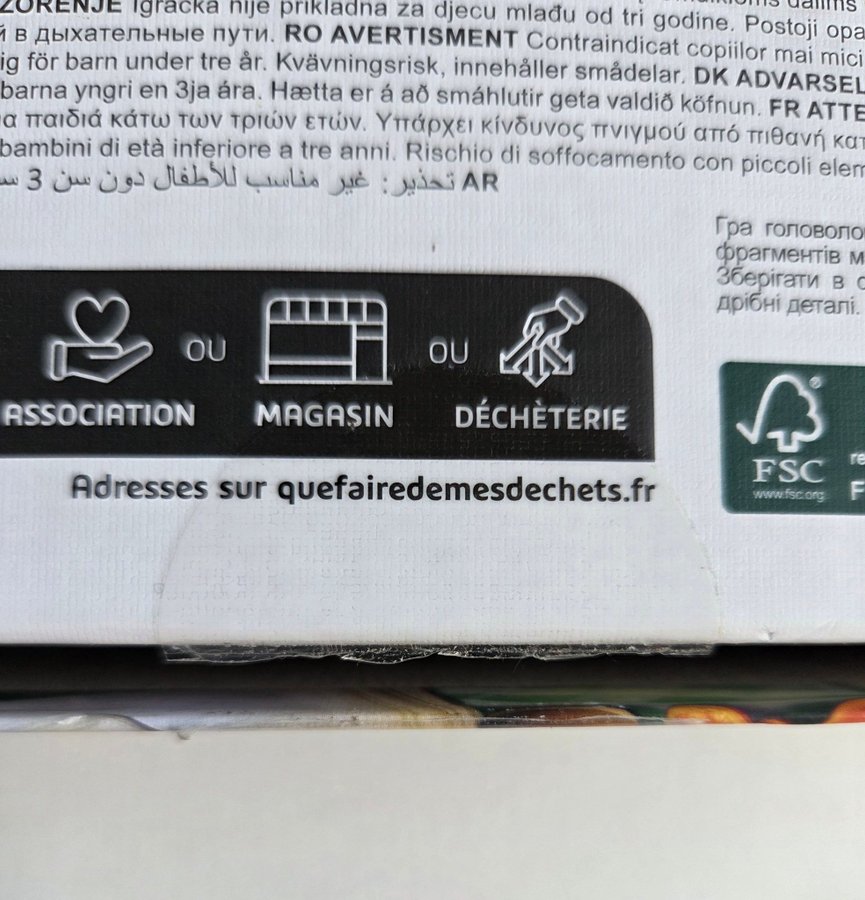 ZORENJE Igračka nije prikladna za djecu mlađu od tri godine. Postoji opa
й в дыхательные пути. RO AVERTISMENT Contraindicat copiilor mai mici
ig för barn under tre år. Kvävningsrisk, innehåller smådelar. DK ADVARSEL
barna yngri en 3ja ára. Hætta er á að smáhlutir geta valdið köfnun. FR ATTE
α παιδιά κάτω των τριών ετών. Υπάρχει κίνδυνος πνιγμού από πιθανή κατ
bambini di età inferiore a tre anni. Rischio di soffocamento con piccoli elem
AR تحذير: غير مناسب للأطفال دون سن 3 س
Гра головоло
фрагментів м
Зберігати в о
дрібні деталі.
OU
OU
ASSOCIATION MAGASIN DÉCHÈTERIE
Adresses sur quefairedemesdechets.fr
®
FSC
www.fsc.org
re
F